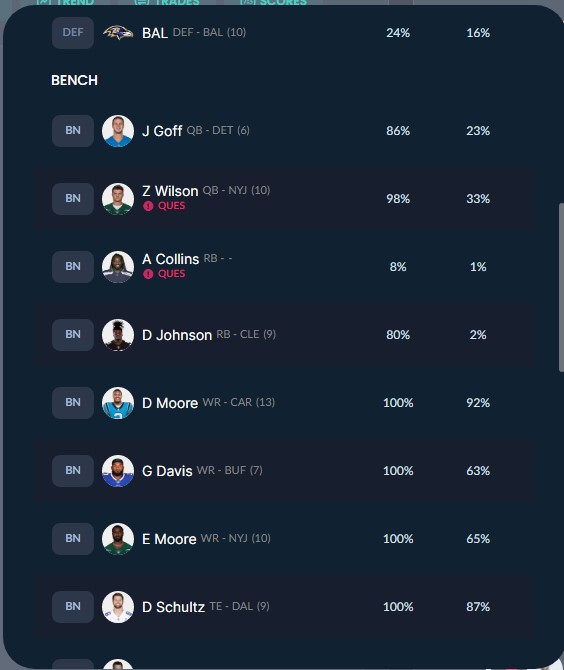 TREND TRADES SCORES
DEF BAL DEF - BAL (10) 24% 16%
BENCH
BN J Goff QB - DET (6) 86% 23%
BN Z Wilson QB - NYJ (10) 98% 33%
! QUES
BN A Collins RB - - 8% 1%
! QUES
BN D Johnson RB - CLE (9) 80% 2%
BN D Moore WR - CAR (13) 100% 92%
BN G Davis WR - BUF (7) 100% 63%
BN E Moore WR - NYJ (10) 100% 65%
BN D Schultz TE - DAL (9) 100% 87%